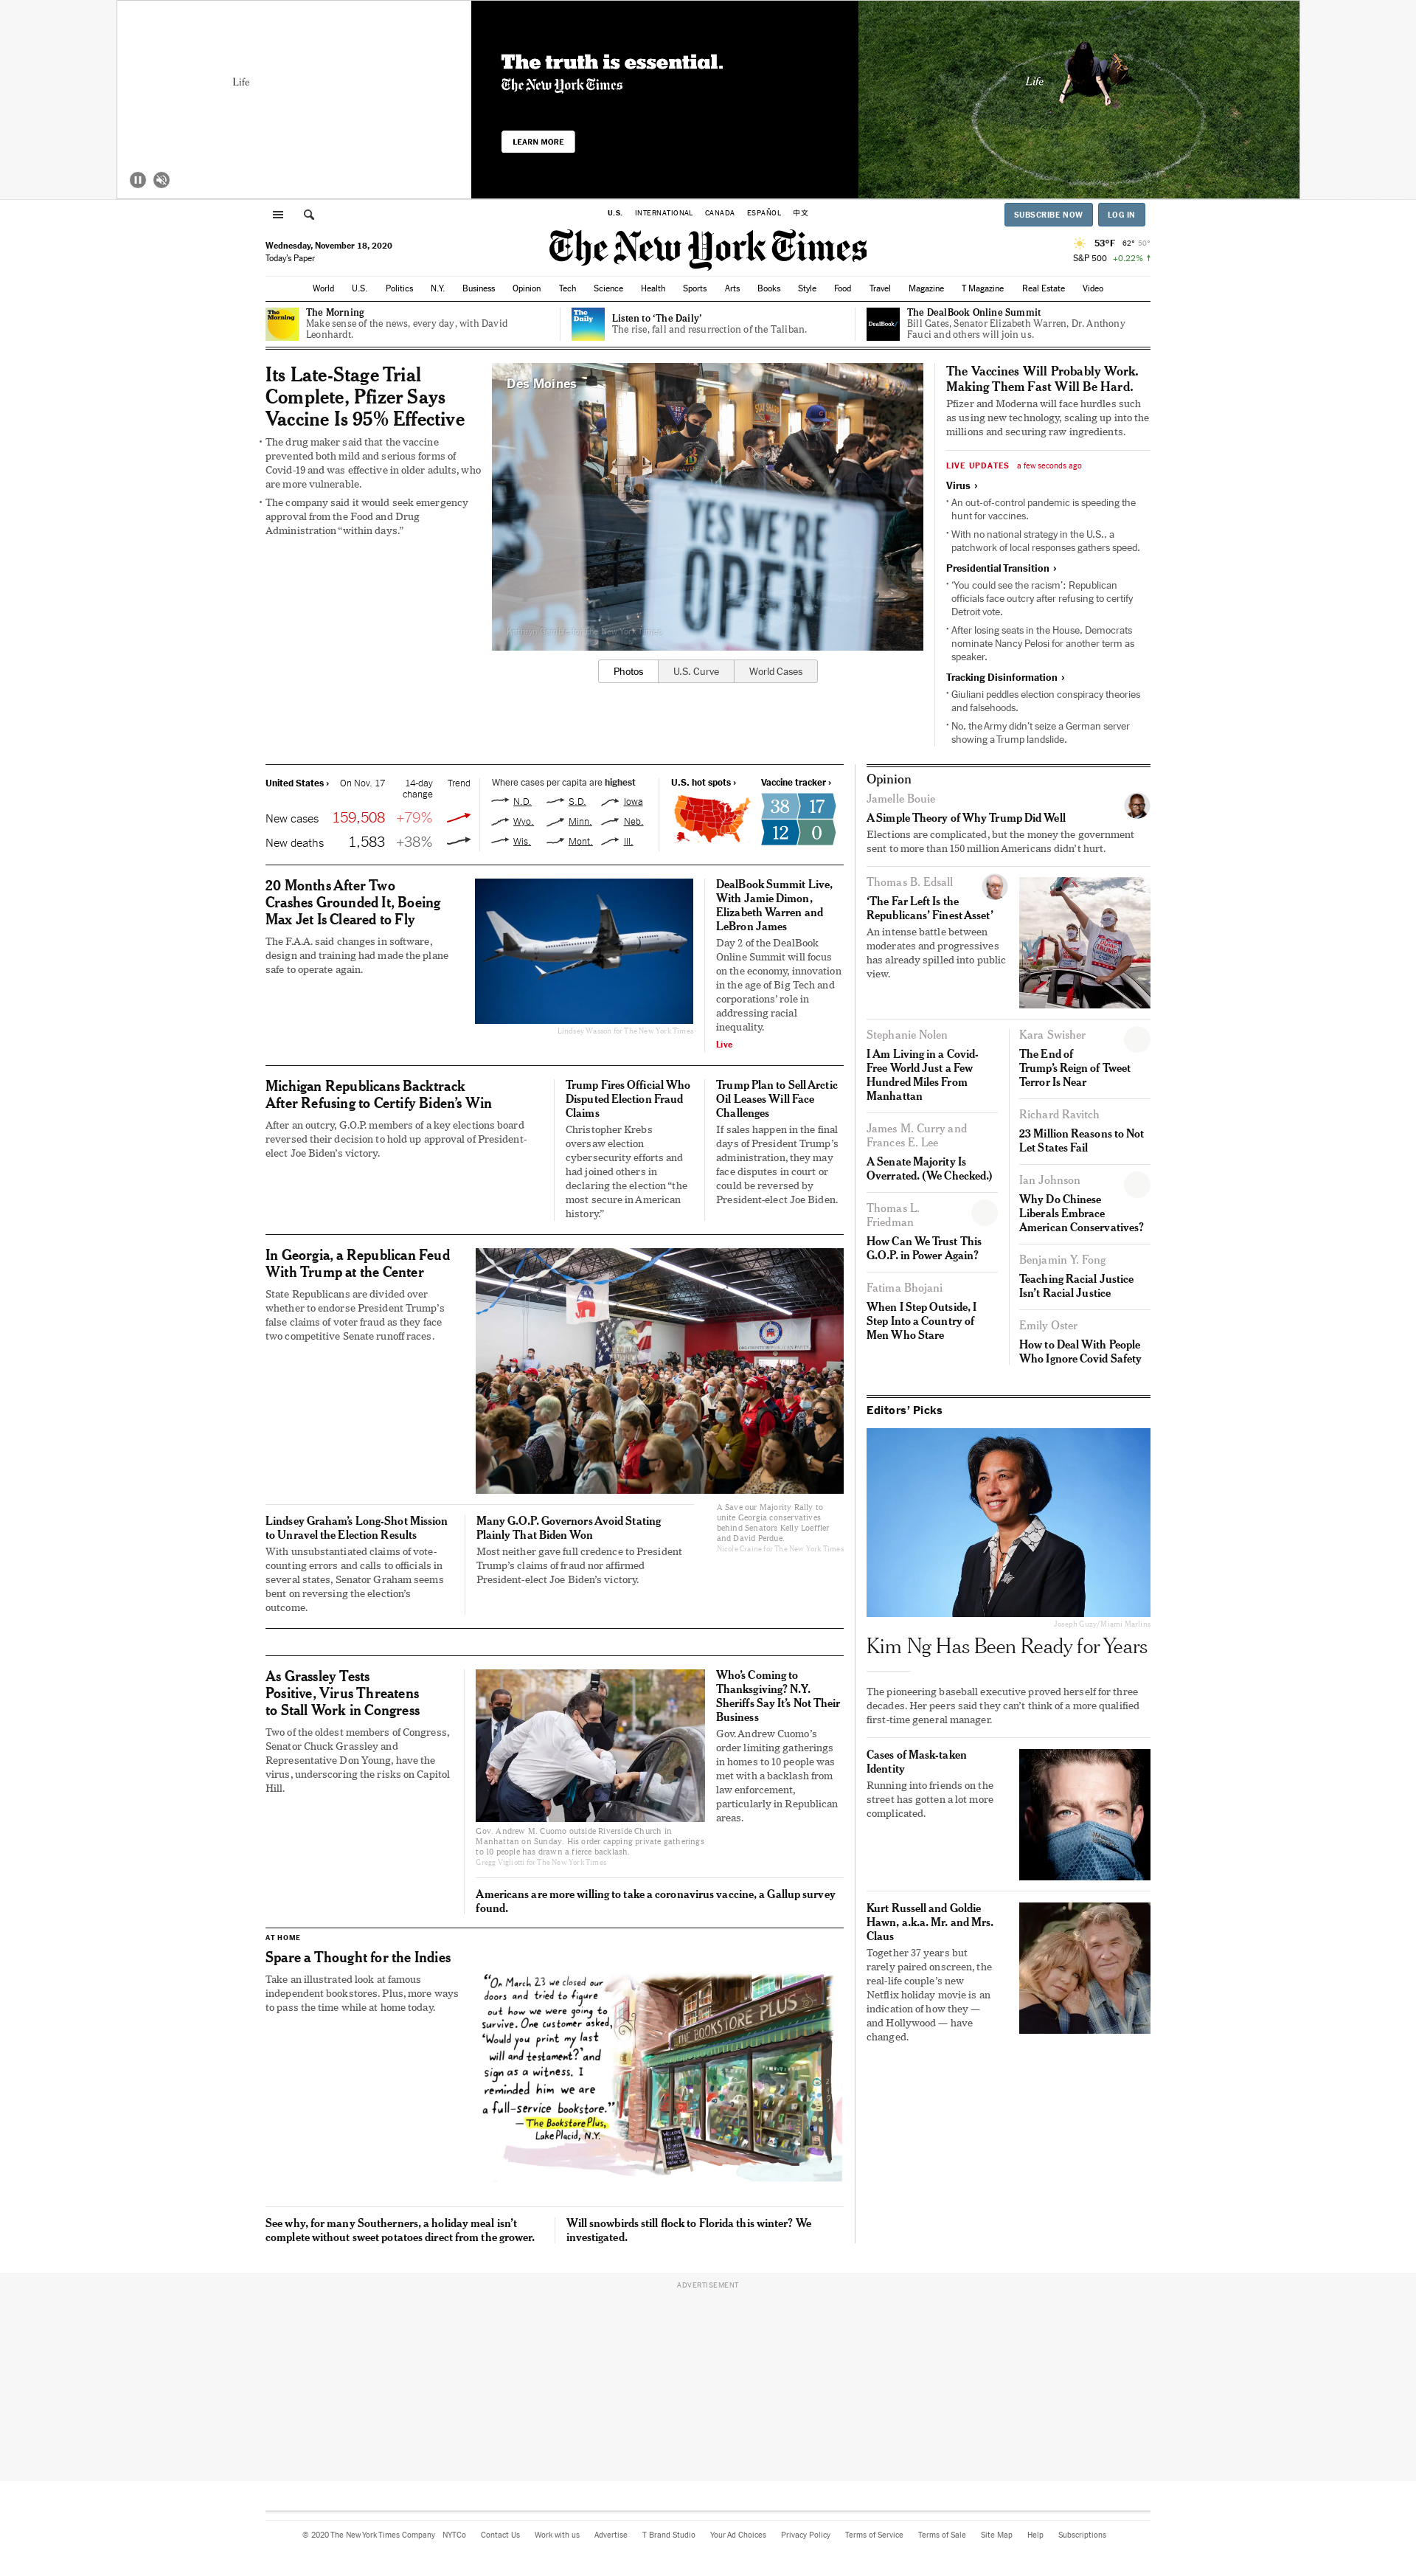 Life
The truth is essential.
The New York Times
LEARN MORE
Life
U.S. INTERNATIONAL CANADA ESPAÑOL 中文
SUBSCRIBE NOW LOG IN
Wednesday, November 18, 2020
Today's Paper
The New York Times
53°F 62° 50°
S&P 500 +0.22% ↑
World U.S. Politics N.Y. Business Opinion Tech Science Health Sports Arts Books Style Food Travel Magazine T Magazine Real Estate Video
The Morning
The Morning
Make sense of the news, every day, with David
Leonhardt.
The Daily
Listen to ‘The Daily’
The rise, fall and resurrection of the Taliban.
DealBook/
The DealBook Online Summit
Bill Gates, Senator Elizabeth Warren, Dr. Anthony
Fauci and others will join us.
Its Late-Stage Trial
Complete, Pfizer Says
Vaccine Is 95% Effective
• The drug maker said that the vaccine
prevented both mild and serious forms of
Covid-19 and was effective in older adults, who
are more vulnerable.
• The company said it would seek emergency
approval from the Food and Drug
Administration “within days.”
Des Moines
OPEN
Photos U.S. Curve World Cases
The Vaccines Will Probably Work.
Making Them Fast Will Be Hard.
Pfizer and Moderna will face hurdles such
as using new technology, scaling up into the
millions and securing raw ingredients.
LIVE UPDATES a few seconds ago
Virus ›
• An out-of-control pandemic is speeding the
hunt for vaccines.
• With no national strategy in the U.S., a
patchwork of local responses gathers speed.
Presidential Transition ›
• ‘You could see the racism’: Republican
officials face outcry after refusing to certify
Detroit vote.
• After losing seats in the House, Democrats
nominate Nancy Pelosi for another term as
speaker.
Tracking Disinformation ›
• Giuliani peddles election conspiracy theories
and falsehoods.
• No, the Army didn’t seize a German server
showing a Trump landslide.
United States › On Nov. 17 14-day
change Trend
New cases 159,508 +79%
New deaths 1,583 +38%
Where cases per capita are highest
N.D. S.D. Iowa
Wyo. Minn. Neb.
Wis. Mont. Ill.
U.S. hot spots ›
Vaccine tracker ›
38 17
12 0
20 Months After Two
Crashes Grounded It, Boeing
Max Jet Is Cleared to Fly
The F.A.A. said changes in software,
design and training had made the plane
safe to operate again.
Lindsey Wasson for The New York Times
DealBook Summit Live,
With Jamie Dimon,
Elizabeth Warren and
LeBron James
Day 2 of the DealBook
Online Summit will focus
on the economy, innovation
in the age of Big Tech and
corporations’ role in
addressing racial
inequality.
Live
Michigan Republicans Backtrack
After Refusing to Certify Biden’s Win
After an outcry, G.O.P. members of a key elections board
reversed their decision to hold up approval of President-
elect Joe Biden’s victory.
Trump Fires Official Who
Disputed Election Fraud
Claims
Christopher Krebs
oversaw election
cybersecurity efforts and
had joined others in
declaring the election “the
most secure in American
history.”
Trump Plan to Sell Arctic
Oil Leases Will Face
Challenges
If sales happen in the final
days of President Trump’s
administration, they may
face disputes in court or
could be reversed by
President-elect Joe Biden.
In Georgia, a Republican Feud
With Trump at the Center
State Republicans are divided over
whether to endorse President Trump’s
false claims of voter fraud as they face
two competitive Senate runoff races.
A Save our Majority Rally to
unite Georgia conservatives
behind Senators Kelly Loeffler
and David Perdue.
Nicole Craine for The New York Times
Lindsey Graham’s Long-Shot Mission
to Unravel the Election Results
With unsubstantiated claims of vote-
counting errors and calls to officials in
several states, Senator Graham seems
bent on reversing the election’s
outcome.
Many G.O.P. Governors Avoid Stating
Plainly That Biden Won
Most neither gave full credence to President
Trump’s claims of fraud nor affirmed
President-elect Joe Biden’s victory.
As Grassley Tests
Positive, Virus Threatens
to Stall Work in Congress
Two of the oldest members of Congress,
Senator Chuck Grassley and
Representative Don Young, have the
virus, underscoring the risks on Capitol
Hill.
Gov. Andrew M. Cuomo outside Riverside Church in
Manhattan on Sunday. His order capping private gatherings
to 10 people has drawn a fierce backlash.
Gregg Vigliotti for The New York Times
Who’s Coming to
Thanksgiving? N.Y.
Sheriffs Say It’s Not Their
Business
Gov. Andrew Cuomo’s
order limiting gatherings
in homes to 10 people was
met with a backlash from
law enforcement,
particularly in Republican
areas.
Americans are more willing to take a coronavirus vaccine, a Gallup survey
found.
AT HOME
Spare a Thought for the Indies
Take an illustrated look at famous
independent bookstores. Plus, more ways
to pass the time while at home today.
“On March 23 we closed our
doors and tried to figure
out how we were going to
survive. One customer asked,
‘Would you print my last
will and testament?’ and
sign as a witness. I
reminded him we are
a full-service bookstore.”
— The Bookstore Plus,
Lake Placid, N.Y.
THE BOOKSTORE PLUS
See why, for many Southerners, a holiday meal isn’t
complete without sweet potatoes direct from the grower.
Will snowbirds still flock to Florida this winter? We
investigated.
Opinion
Jamelle Bouie
A Simple Theory of Why Trump Did Well
Elections are complicated, but the money the government
sent to more than 150 million Americans didn’t hurt.
Thomas B. Edsall
‘The Far Left Is the
Republicans’ Finest Asset’
An intense battle between
moderates and progressives
has already spilled into public
view.
Stephanie Nolen
I Am Living in a Covid-
Free World Just a Few
Hundred Miles From
Manhattan
James M. Curry and
Frances E. Lee
A Senate Majority Is
Overrated. (We Checked.)
Thomas L.
Friedman
How Can We Trust This
G.O.P. in Power Again?
Fatima Bhojani
When I Step Outside, I
Step Into a Country of
Men Who Stare
Kara Swisher
The End of
Trump’s Reign of Tweet
Terror Is Near
Richard Ravitch
23 Million Reasons to Not
Let States Fail
Ian Johnson
Why Do Chinese
Liberals Embrace
American Conservatives?
Benjamin Y. Fong
Teaching Racial Justice
Isn’t Racial Justice
Emily Oster
How to Deal With People
Who Ignore Covid Safety
Editors’ Picks
Joseph Guzy/Miami Marlins
Kim Ng Has Been Ready for Years
The pioneering baseball executive proved herself for three
decades. Her peers said they can’t think of a more qualified
first-time general manager.
Cases of Mask-taken
Identity
Running into friends on the
street has gotten a lot more
complicated.
Kurt Russell and Goldie
Hawn, a.k.a. Mr. and Mrs.
Claus
Together 37 years but
rarely paired onscreen, the
real-life couple’s new
Netflix holiday movie is an
indication of how they —
and Hollywood — have
changed.
ADVERTISEMENT
© 2020 The New York Times Company NYTCo Contact Us Work with us Advertise T Brand Studio Your Ad Choices Privacy Policy Terms of Service Terms of Sale Site Map Help Subscriptions